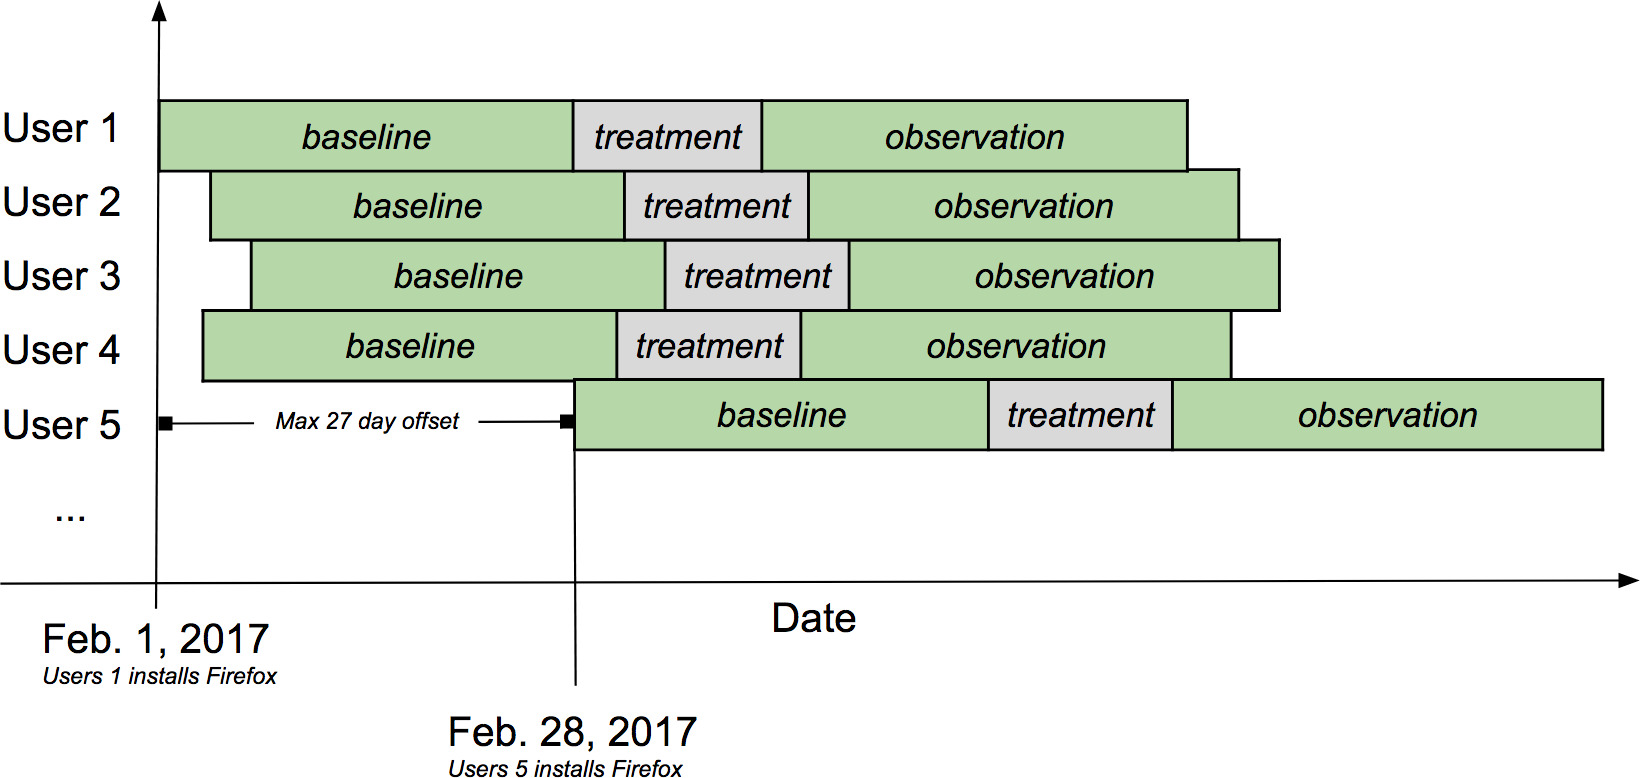 User 1
baseline
treatment
observation
User 2
baseline
treatment
observation
User 3
baseline
treatment
observation
User 4
baseline
treatment
observation
User 5
Max 27 day offset
baseline
treatment
observation
...
Date
Feb. 1, 2017
Users 1 installs Firefox
Feb. 28, 2017
Users 5 installs Firefox